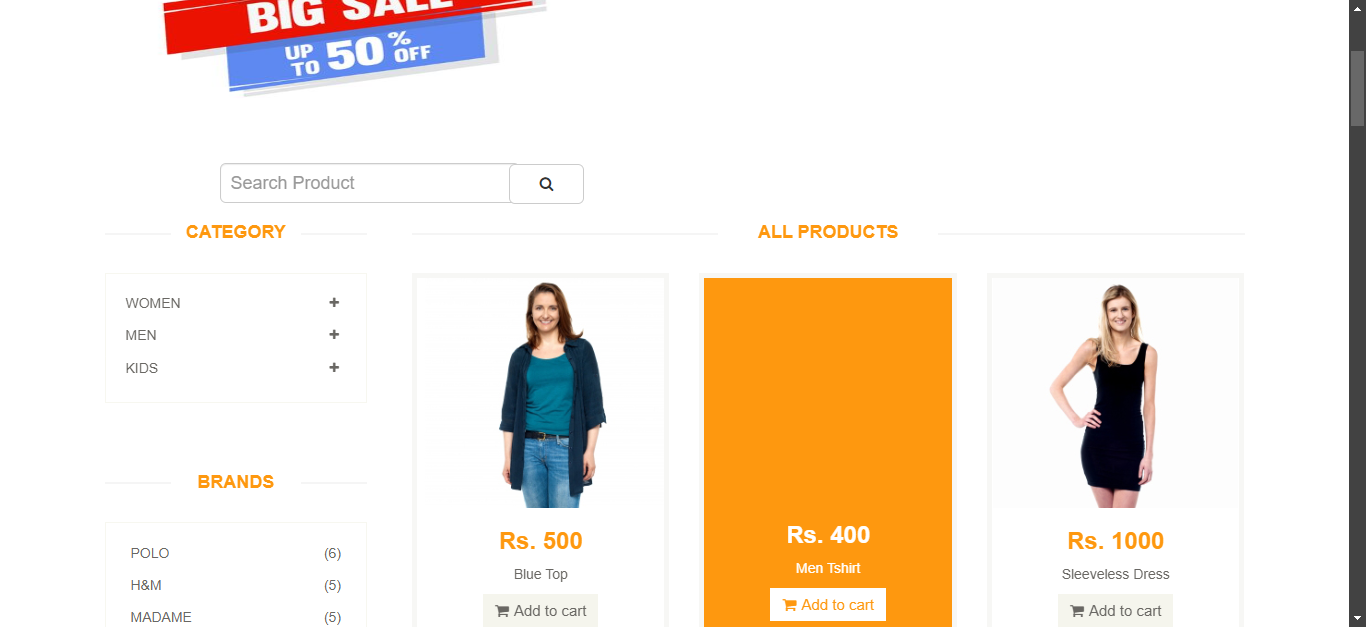 BIG SALE
UP TO 50% OFF
Search Product
CATEGORY
ALL PRODUCTS
WOMEN
MEN
KIDS
BRANDS
POLO (6)
H&M (5)
MADAME (5)
Rs. 500
Blue Top
Add to cart
Rs. 400
Men Tshirt
Add to cart
Rs. 1000
Sleeveless Dress
Add to cart